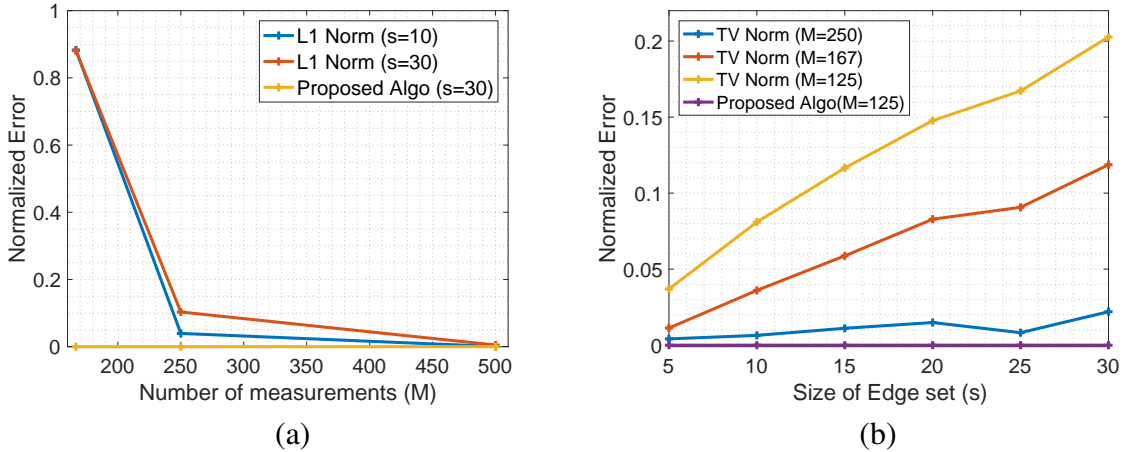 1
0.8
0.6
0.4
0.2
0
Normalized Error
L1 Norm (s=10)
L1 Norm (s=30)
Proposed Algo (s=30)
200 250 300 350 400 450 500
Number of measurements (M)
(a)
0.2
0.15
0.1
0.05
0
Normalized Error
TV Norm (M=250)
TV Norm (M=167)
TV Norm (M=125)
Proposed Algo(M=125)
5 10 15 20 25 30
Size of Edge set (s)
(b)